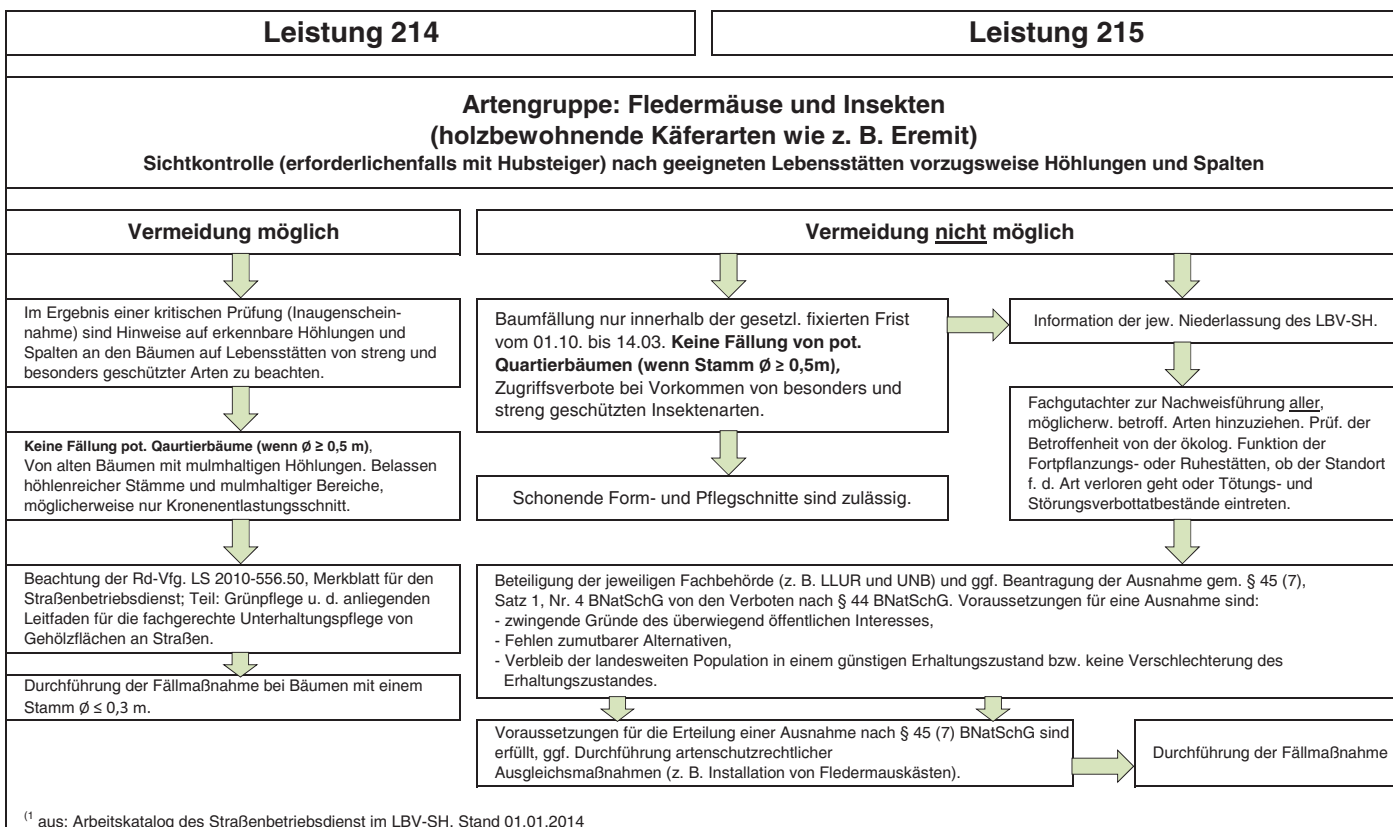 Leistung 214
Leistung 215
Artengruppe: Fledermäuse und Insekten
(holzbewohnende Käferarten wie z. B. Eremit)
Sichtkontrolle (erforderlichenfalls mit Hubsteiger) nach geeigneten Lebensstätten vorzugsweise Höhlungen und Spalten
Vermeidung möglich
Im Ergebnis einer kritischen Prüfung (Inaugenschein-
nahme) sind Hinweise auf erkennbare Höhlungen und
Spalten an den Bäumen auf Lebensstätten von streng und
besonders geschützter Arten zu beachten.
Keine Fällung pot. Qaurtierbäume (wenn Ø ≥ 0,5 m),
Von alten Bäumen mit mulmhaltigen Höhlungen. Belassen
höhlenreicher Stämme und mulmhaltiger Bereiche,
möglicherweise nur Kronenentlastungsschnitt.
Beachtung der Rd-Vfg. LS 2010-556.50, Merkblatt für den
Straßenbetriebsdienst; Teil: Grünpflege u. d. anliegenden
Leitfaden für die fachgerechte Unterhaltungspflege von
Gehölzflächen an Straßen.
Durchführung der Fällmaßnahme bei Bäumen mit einem
Stamm Ø ≤ 0,3 m.
Vermeidung nicht möglich
Baumfällung nur innerhalb der gesetzl. fixierten Frist
vom 01.10. bis 14.03. Keine Fällung von pot.
Quartierbäumen (wenn Stamm Ø ≥ 0,5m),
Zugriffsverbote bei Vorkommen von besonders und
streng geschützten Insektenarten.
Schonende Form- und Pflegschnitte sind zulässig.
Information der jew. Niederlassung des LBV-SH.
Fachgutachter zur Nachweisführung aller,
möglicherw. betroff. Arten hinzuziehen. Prüf. der
Betroffenheit von der ökolog. Funktion der
Fortpflanzungs- oder Ruhestätten, ob der Standort
f. d. Art verloren geht oder Tötungs- und
Störungsverbottatbestände eintreten.
Beteiligung der jeweiligen Fachbehörde (z. B. LLUR und UNB) und ggf. Beantragung der Ausnahme gem. § 45 (7),
Satz 1, Nr. 4 BNatSchG von den Verboten nach § 44 BNatSchG. Voraussetzungen für eine Ausnahme sind:
- zwingende Gründe des überwiegend öffentlichen Interesses,
- Fehlen zumutbarer Alternativen,
- Verbleib der landesweiten Population in einem günstigen Erhaltungszustand bzw. keine Verschlechterung des
Erhaltungszustandes.
Voraussetzungen für die Erteilung einer Ausnahme nach § 45 (7) BNatSchG sind
erfüllt, ggf. Durchführung artenschutzrechtlicher
Ausgleichsmaßnahmen (z. B. Installation von Fledermauskästen).
Durchführung der Fällmaßnahme
(1 aus: Arbeitskatalog des Straßenbetriebsdienst im LBV-SH, Stand 01.01.2014